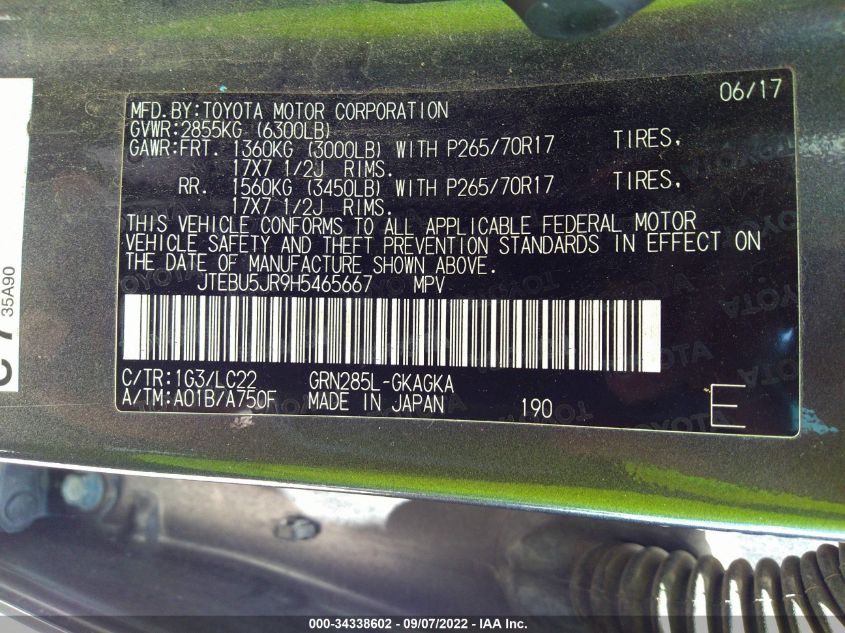 06/17
MFD.BY:TOYOTA MOTOR CORPORATION
GVWR:2855KG (6300LB)
GAWR:FRT. 1360KG (3000LB) WITH P265/70R17 TIRES,
17X7 1/2J RIMS.
RR. 1560KG (3450LB) WITH P265/70R17 TIRES,
17X7 1/2J RIMS.
THIS VEHICLE CONFORMS TO ALL APPLICABLE FEDERAL MOTOR
VEHICLE SAFETY AND THEFT PREVENTION STANDARDS IN EFFECT ON
THE DATE OF MANUFACTURE SHOWN ABOVE.
JTEBU5JR9H5465667 MPV
C/TR:1G3/LC22 GRN285L-GKAGKA
A/TM:A01B/A750F MADE IN JAPAN 190 E
35A90
000-34338602 - 09/07/2022 - IAA Inc.